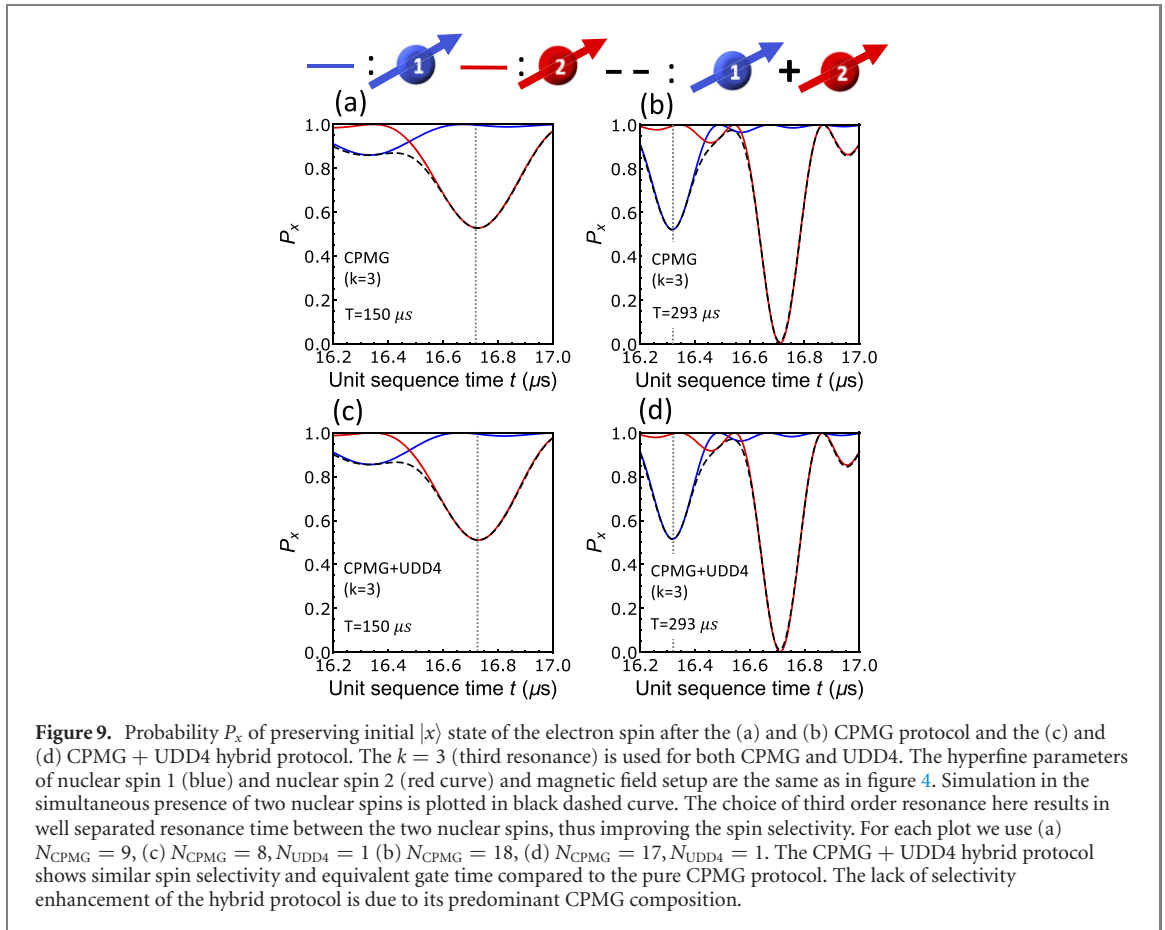 : 1 : 2 -- : 1 + 2
(a) (b)
1.0 1.0
0.8 0.8
0.6 0.6
Px Px
0.4 0.4
CPMG CPMG
(k=3) (k=3)
0.2 0.2
T=150 μs T=293 μs
0.0 0.0
16.2 16.4 16.6 16.8 17.0 16.2 16.4 16.6 16.8 17.0
Unit sequence time t (μs) Unit sequence time t (μs)
(c) (d)
1.0 1.0
0.8 0.8
0.6 0.6
Px Px
0.4 0.4
CPMG+UDD4 CPMG+UDD4
(k=3) (k=3)
0.2 0.2
T=150 μs T=293 μs
0.0 0.0
16.2 16.4 16.6 16.8 17.0 16.2 16.4 16.6 16.8 17.0
Unit sequence time t (μs) Unit sequence time t (μs)
Figure 9. Probability Px of preserving initial |x⟩ state of the electron spin after the (a) and (b) CPMG protocol and the (c) and
(d) CPMG + UDD4 hybrid protocol. The k = 3 (third resonance) is used for both CPMG and UDD4. The hyperfine parameters
of nuclear spin 1 (blue) and nuclear spin 2 (red curve) and magnetic field setup are the same as in figure 4. Simulation in the
simultaneous presence of two nuclear spins is plotted in black dashed curve. The choice of third order resonance here results in
well separated resonance time between the two nuclear spins, thus improving the spin selectivity. For each plot we use (a)
NCPMG = 9, (c) NCPMG = 8, NUDD4 = 1 (b) NCPMG = 18, (d) NCPMG = 17, NUDD4 = 1. The CPMG + UDD4 hybrid protocol
shows similar spin selectivity and equivalent gate time compared to the pure CPMG protocol. The lack of selectivity
enhancement of the hybrid protocol is due to its predominant CPMG composition.